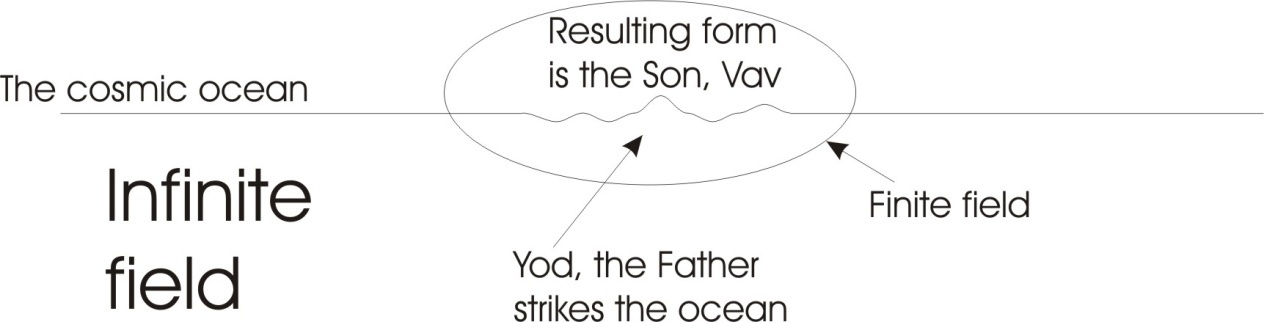 Resulting form
is the Son, Vav
The cosmic ocean
Infinite
field
Finite field
Yod, the Father
strikes the ocean